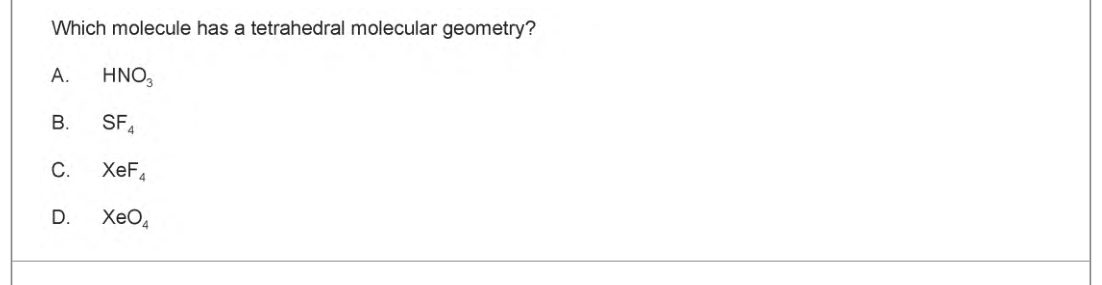 Which molecule has a tetrahedral molecular geometry?
A. HNO₃
B. SF₄
C. XeF₄
D. XeO₄